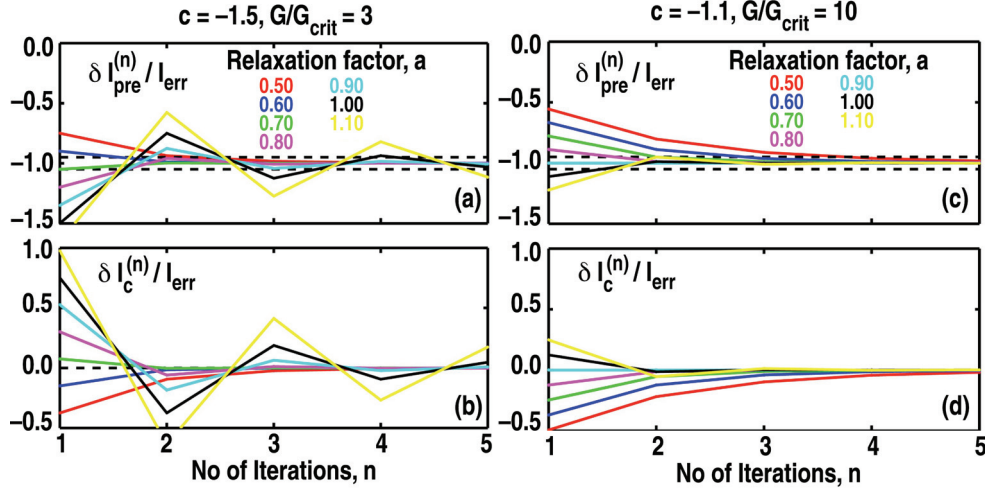 c = −1.5, G/G_crit = 3
(a)
0.0
−0.5
−1.0
−1.5
δ I_pre^(n) / I_err
Relaxation factor, a
0.50 0.90
0.60 1.00
0.70 1.10
0.80
(a)
1.0
0.5
0.0
−0.5
δ I_c^(n) / I_err
(b)
1 2 3 4 5
No of Iterations, n
c = −1.1, G/G_crit = 10
0.0
−0.5
−1.0
−1.5
δ I_pre^(n) / I_err
Relaxation factor, a
0.50 0.90
0.60 1.00
0.70 1.10
0.80
(c)
1.0
0.5
0.0
−0.5
δ I_c^(n) / I_err
(d)
1 2 3 4 5
No of Iterations, n